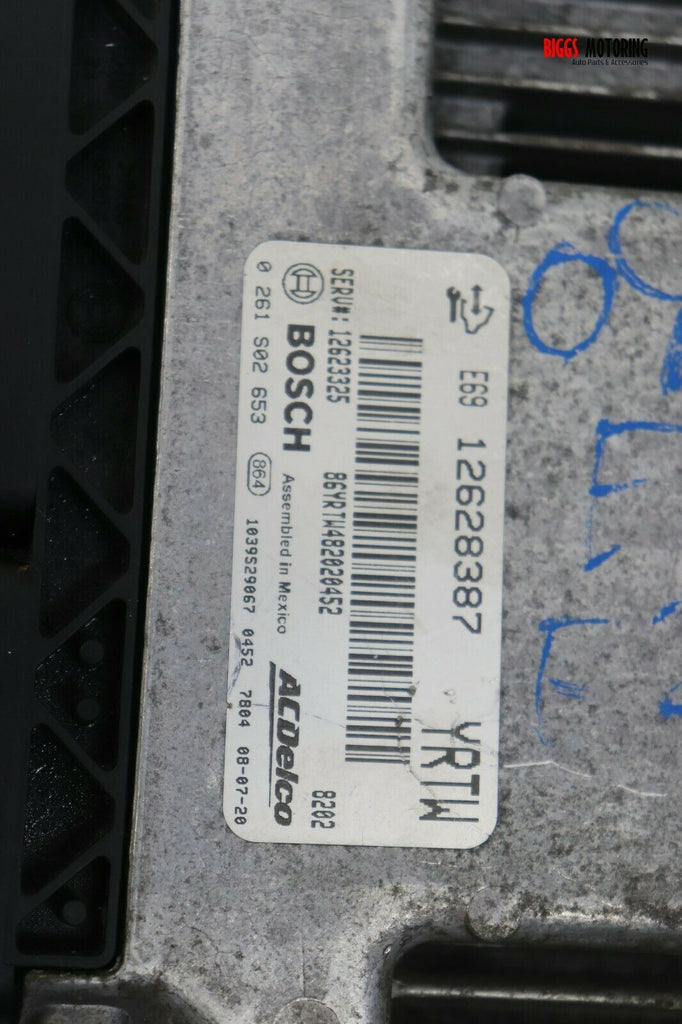 BIGGS MOTORING
Auto Parts & Accessories
E69 12628387 YRTW
SERV#: 12623325 86YRTW482020452 8202
BOSCH Assembled in Mexico ACDelco
0 261 S02 653 864 1039S29067 0452 7804 08-07-20